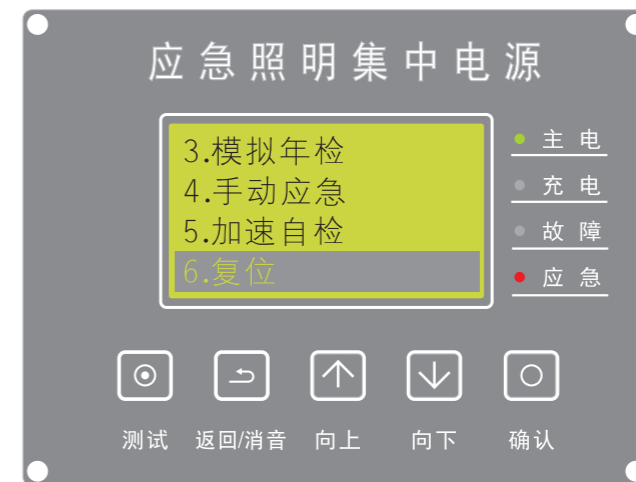 应急照明集中电源
3.模拟年检
4.手动应急
5.加速自检
6.复位
主电
充电
故障
应急
测试 返回/消音 向上 向下 确认